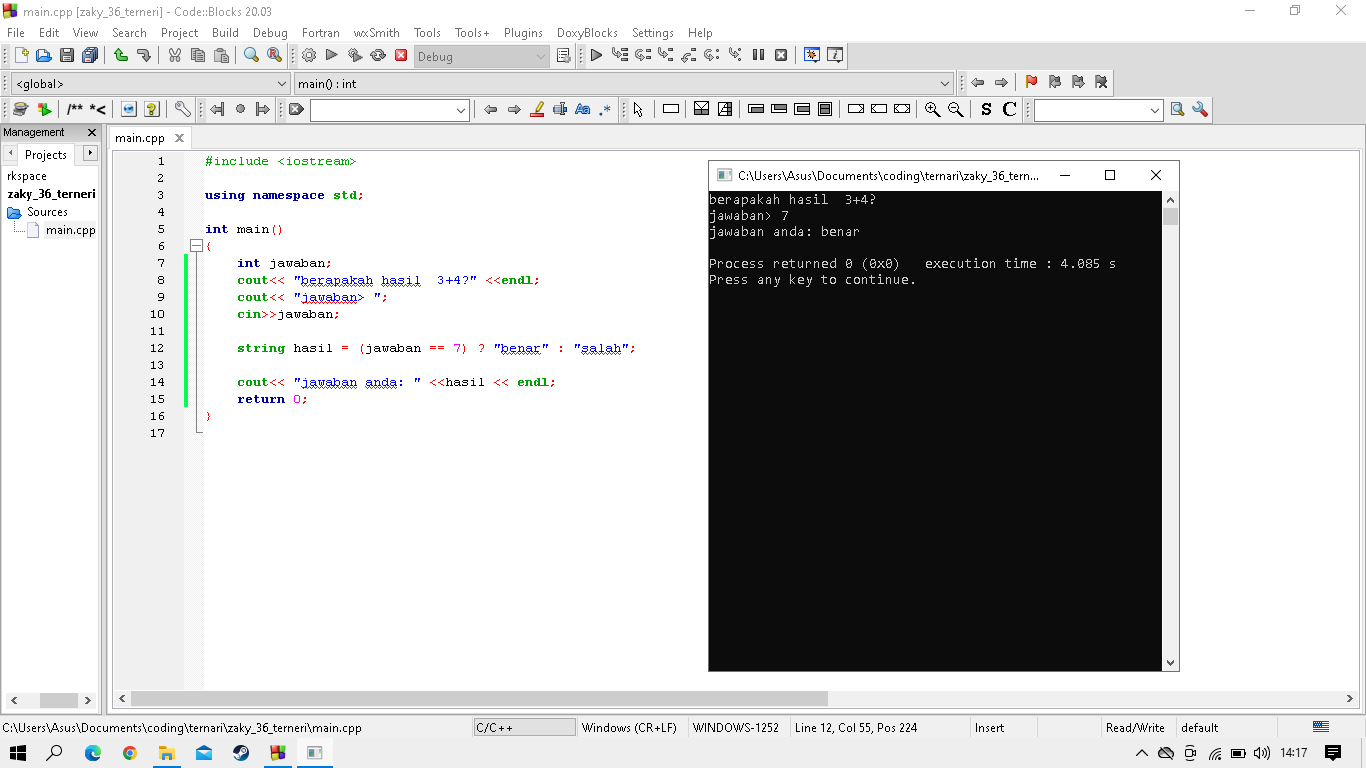 main.cpp [zaky_36_terneri] - Code::Blocks 20.03
File Edit View Search Project Build Debug Fortran wxSmith Tools Tools+ Plugins DoxyBlocks Settings Help
Debug
<global> main() : int
/** *< Aa .* S C
Management
Projects
rkspace
zaky_36_terneri
Sources
main.cpp
main.cpp
1 #include <iostream>
2
3 using namespace std;
4
5 int main()
6 {
7 int jawaban;
8 cout<< "berapakah hasil  3+4?" <<endl;
9 cout<< "jawaban> ";
10 cin>>jawaban;
11
12 string hasil = (jawaban == 7) ? "benar" : "salah";
13
14 cout<< "jawaban anda: " <<hasil << endl;
15 return 0;
16 }
17
C:\Users\Asus\Documents\coding\ternari\zaky_36_tern...
berapakah hasil  3+4?
jawaban> 7
jawaban anda: benar
Process returned 0 (0x0)   execution time : 4.085 s
Press any key to continue.
C:\Users\Asus\Documents\coding\ternari\zaky_36_terneri\main.cpp C/C++ Windows (CR+LF) WINDOWS-1252 Line 12, Col 55, Pos 224 Insert Read/Write default
14:17